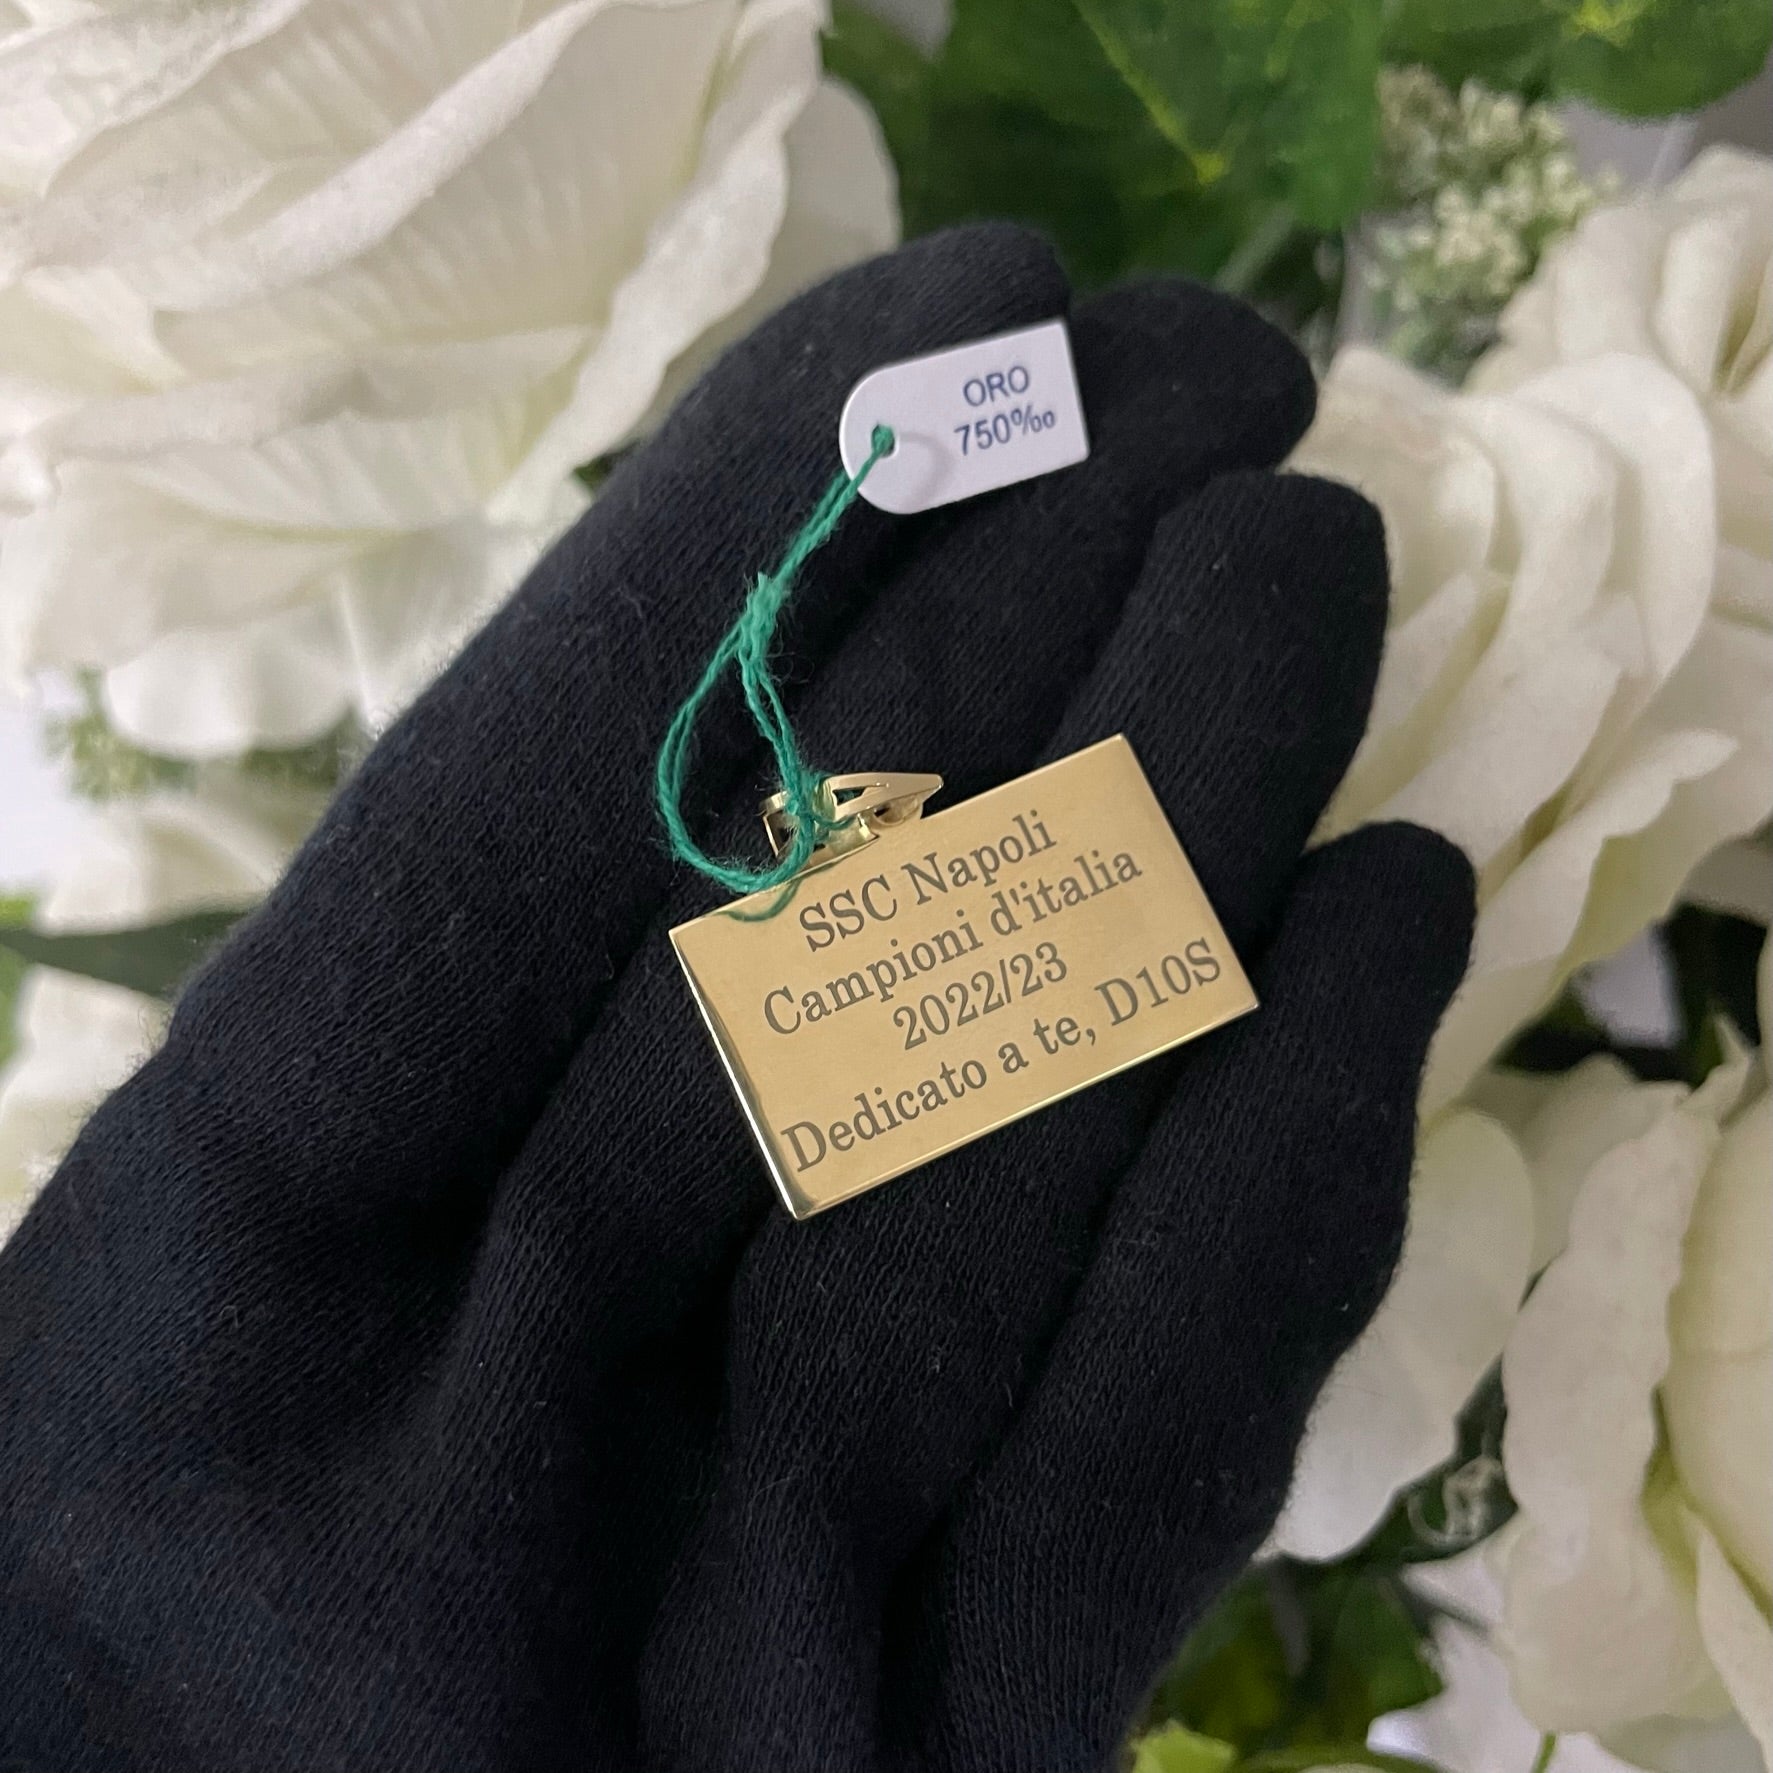 ORO
750‰
SSC Napoli
Campioni d'italia
2022/23
Dedicato a te, D10S